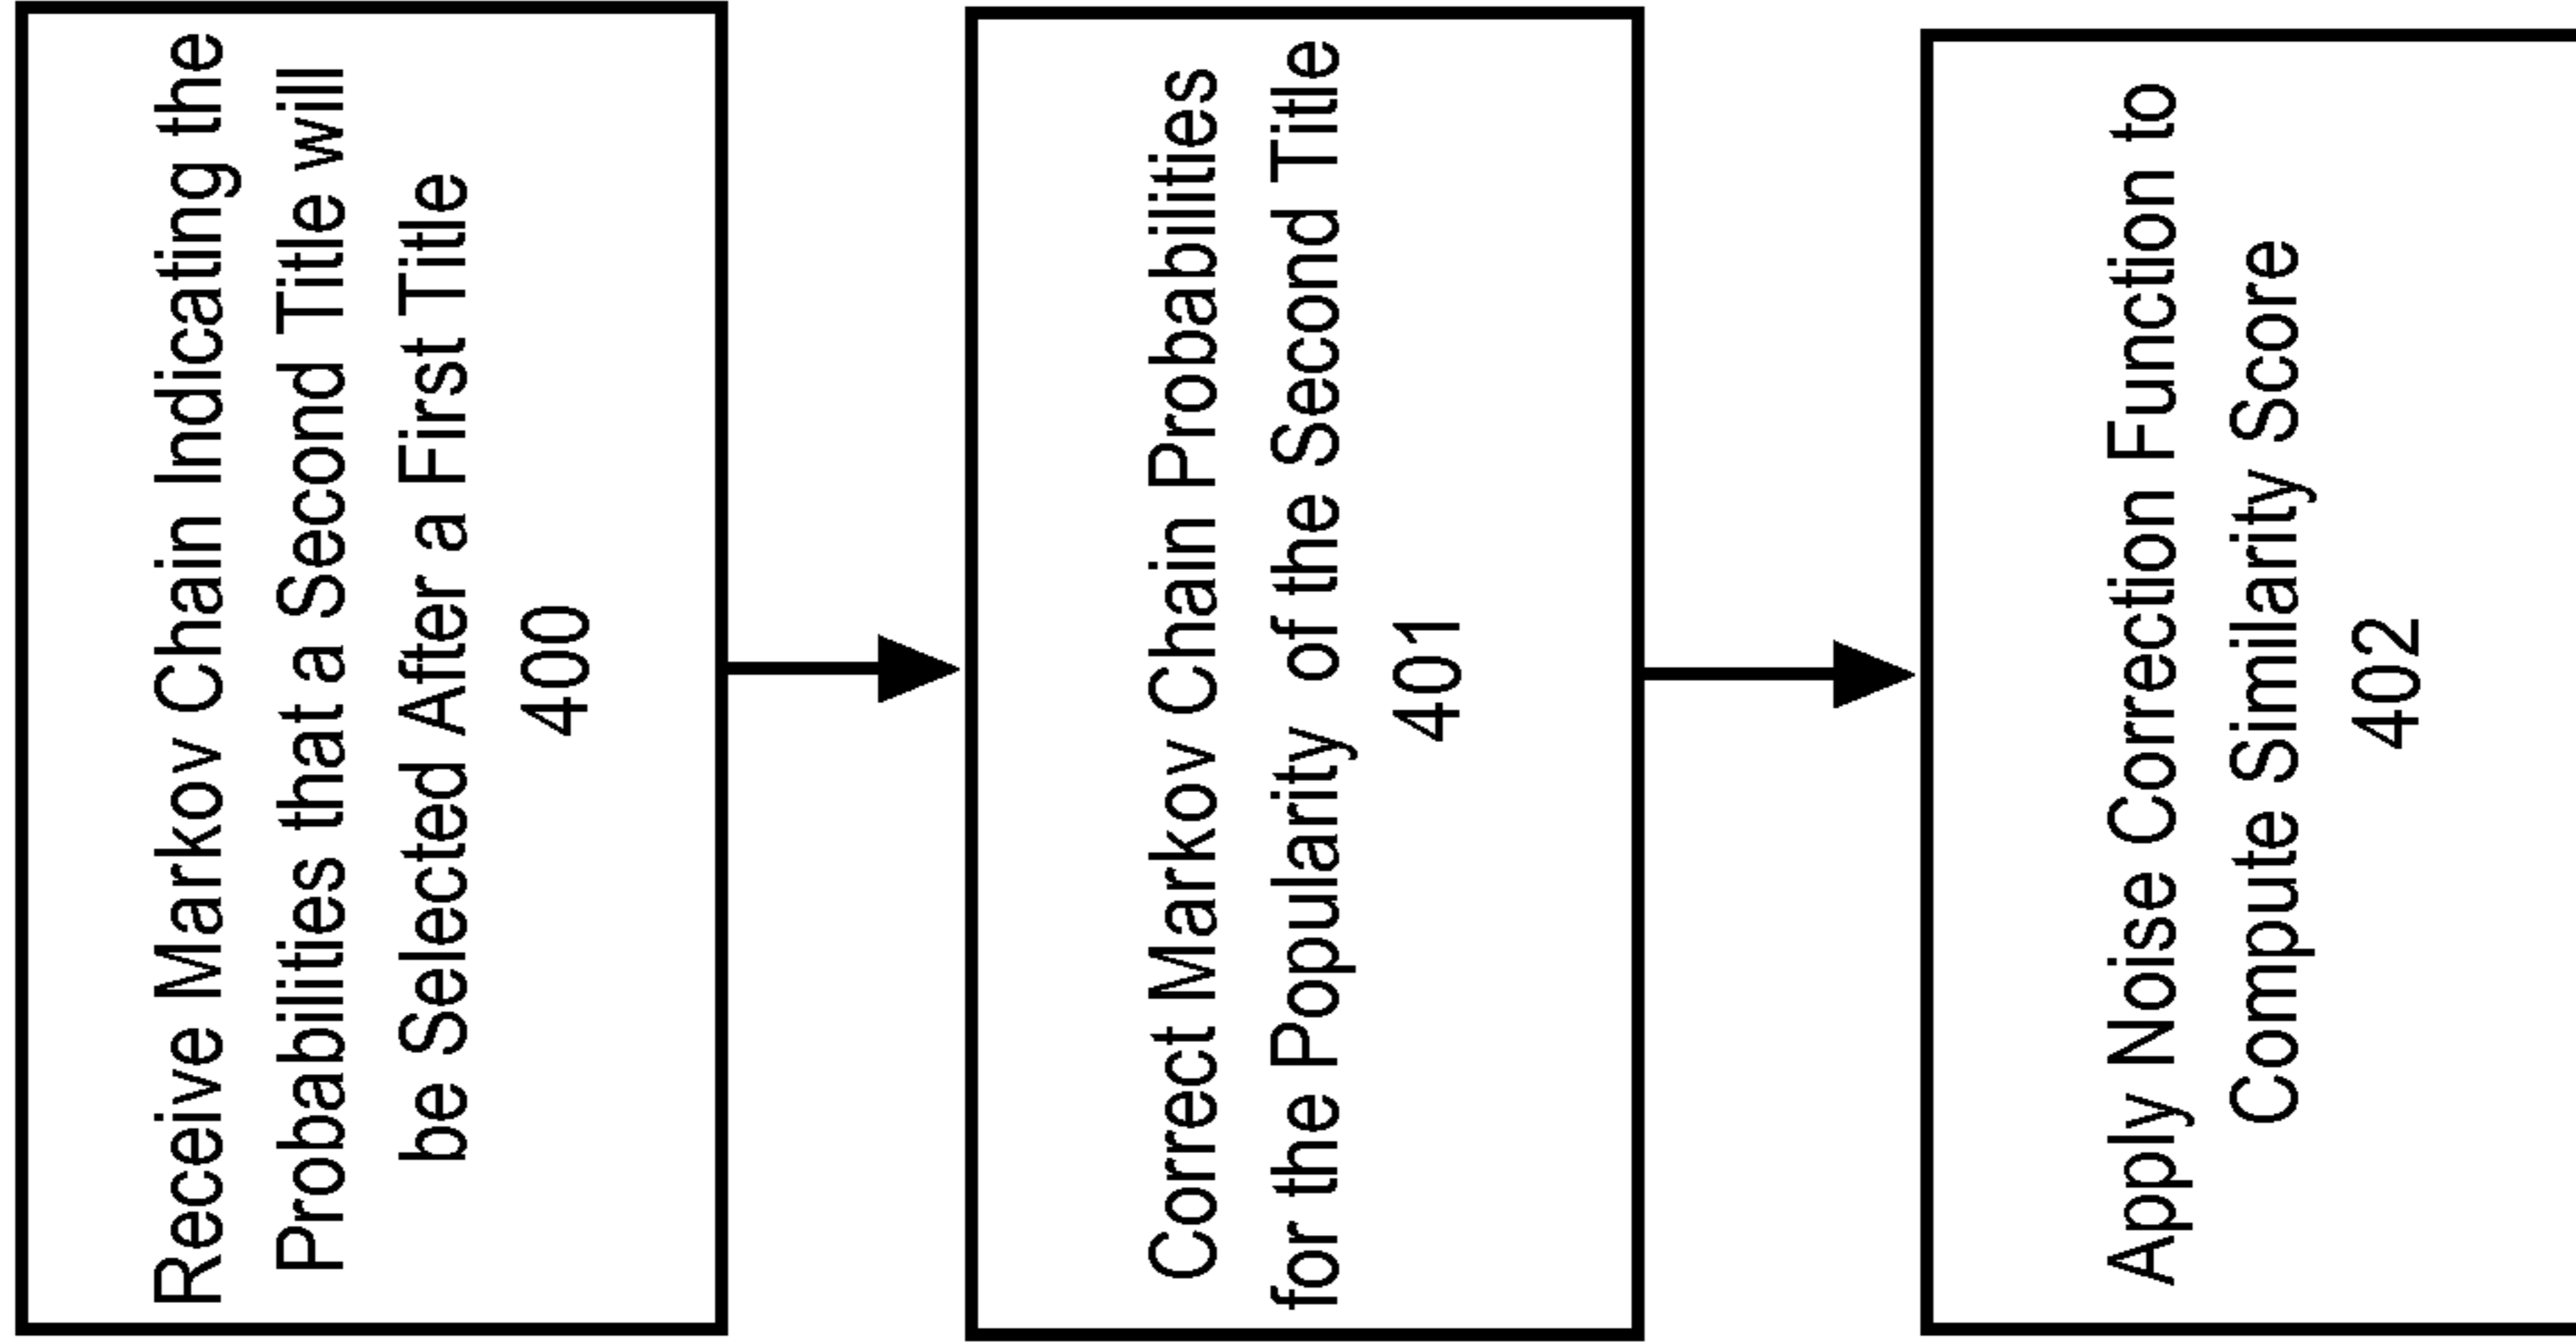 Receive Markov Chain Indicating the
Probabilities that a Second Title will
be Selected After a First Title
400
Correct Markov Chain Probabilities
for the Popularity of the Second Title
401
Apply Noise Correction Function to
Compute Similarity Score
402